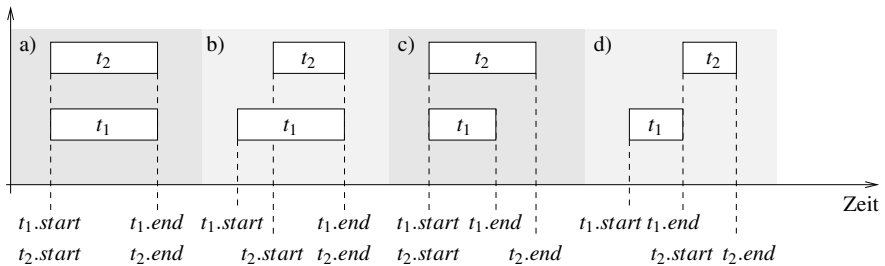 a) b) c) d)
t₂ t₂ t₂ t₂
t₁ t₁ t₁ t₁
Zeit
t₁.start t₁.end t₁.start t₁.end t₁.start t₁.end t₁.start t₁.end
t₂.start t₂.end t₂.start t₂.end t₂.start t₂.end t₂.start t₂.end